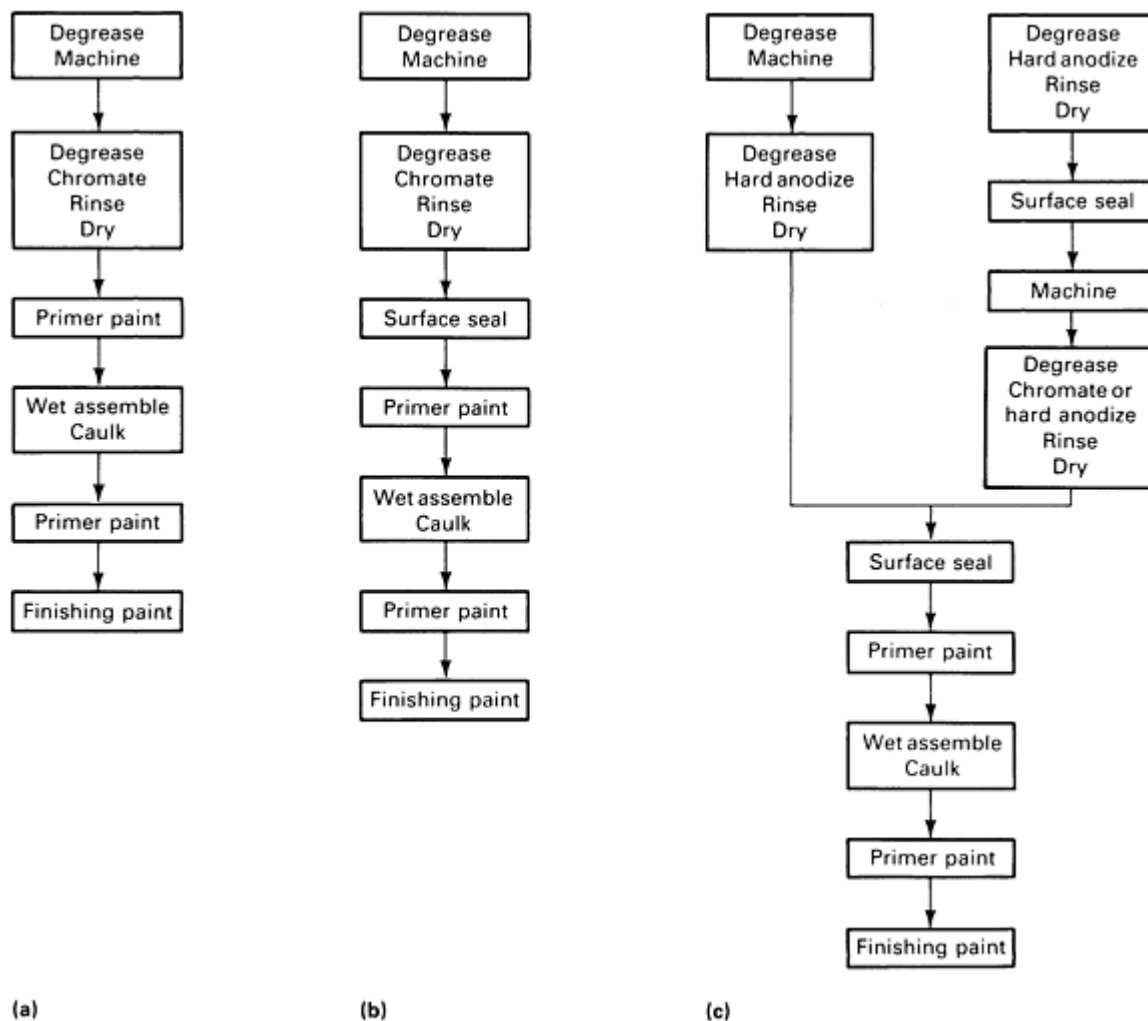 Degrease
Machine
Degrease
Chromate
Rinse
Dry
Primer paint
Wet assemble
Caulk
Primer paint
Finishing paint
(a)
Degrease
Machine
Degrease
Chromate
Rinse
Dry
Surface seal
Primer paint
Wet assemble
Caulk
Primer paint
Finishing paint
(b)
Degrease
Machine
Degrease
Hard anodize
Rinse
Dry
Degrease
Hard anodize
Rinse
Dry
Surface seal
Machine
Degrease
Chromate or
hard anodize
Rinse
Dry
Surface seal
Primer paint
Wet assemble
Caulk
Primer paint
Finishing paint
(c)